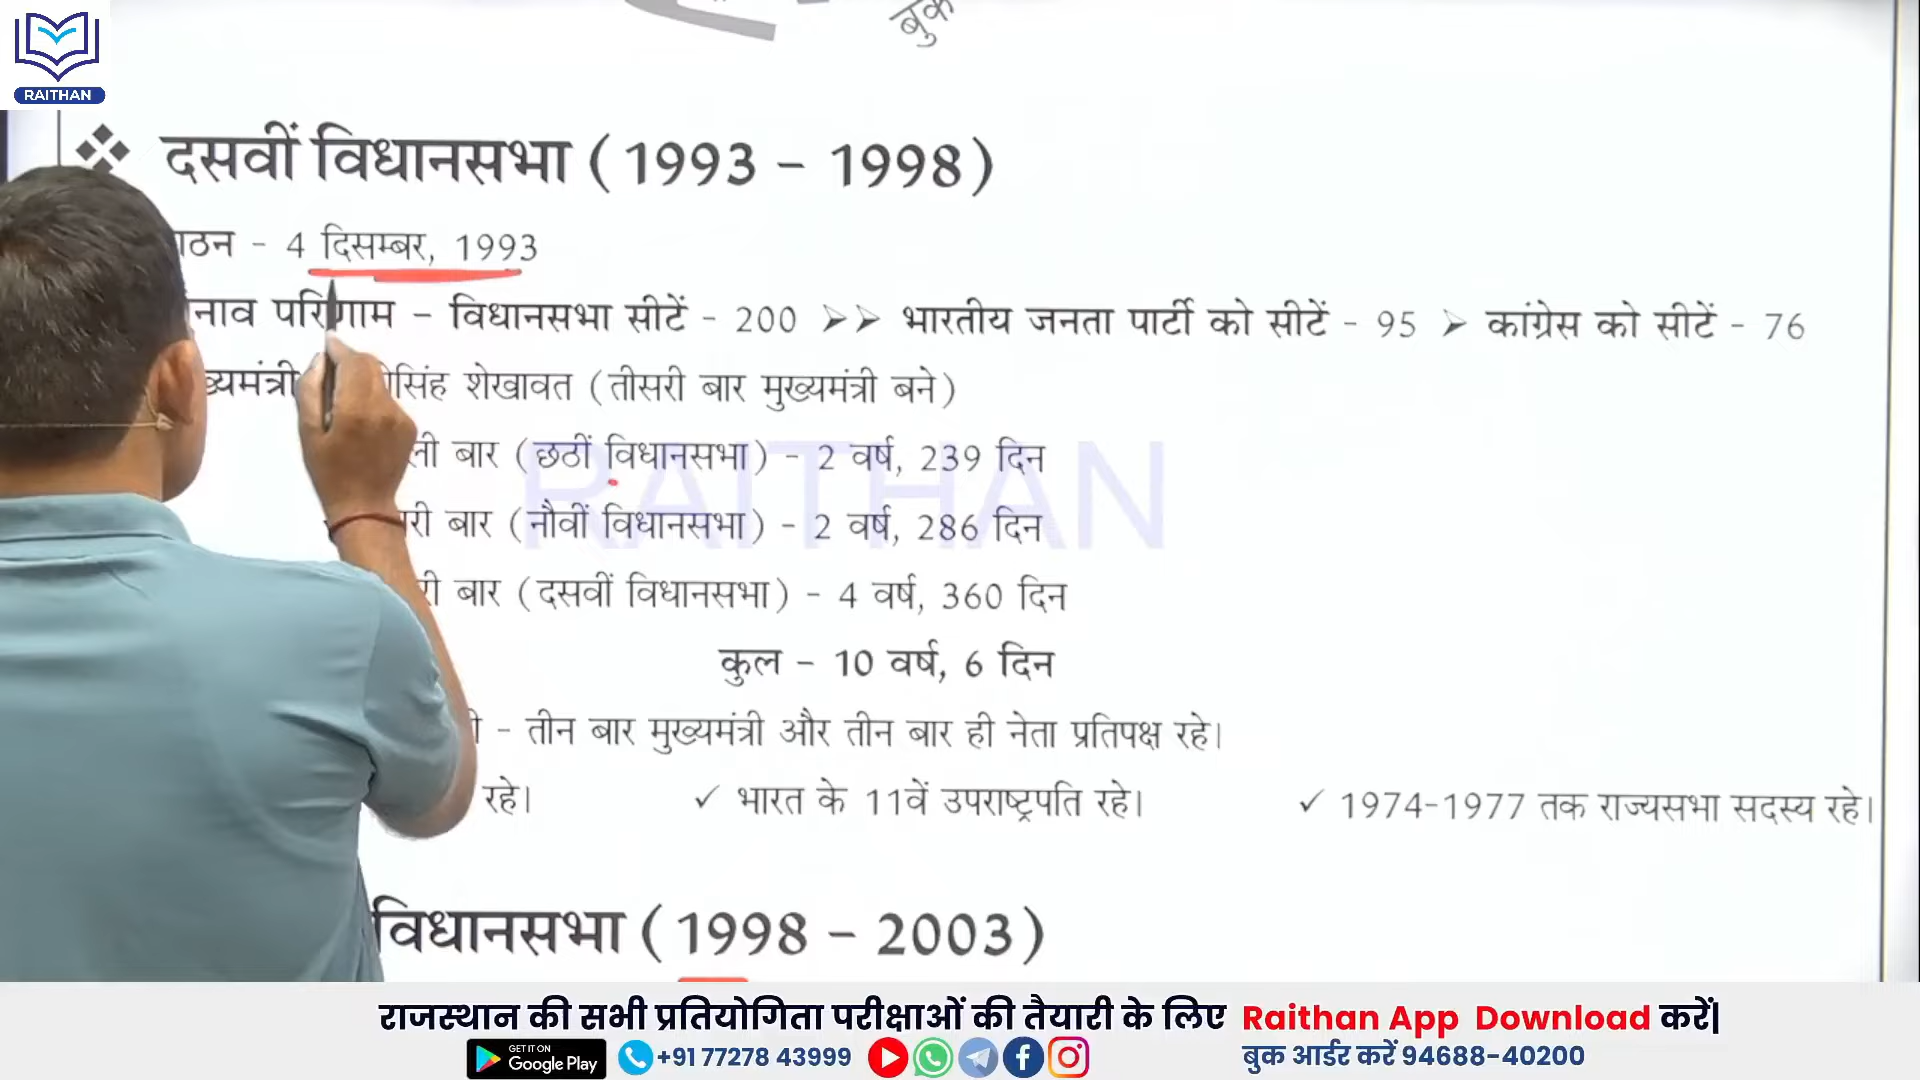 बुक
RAITHAN
❖ दसवीं विधानसभा (1993 - 1998)
- 4 दिसम्बर, 1993
परिणाम - विधानसभा सीटें - 200 ➢➢ भारतीय जनता पार्टी को सीटें - 95 ➢ कांग्रेस को सीटें - 76
शेखावत (तीसरी बार मुख्यमंत्री बने)
बार (छठीं विधानसभा) - 2 वर्ष, 239 दिन
बार (नौवीं विधानसभा) - 2 वर्ष, 286 दिन
बार (दसवीं विधानसभा) - 4 वर्ष, 360 दिन
RAITHAN
कुल - 10 वर्ष, 6 दिन
- तीन बार मुख्यमंत्री और तीन बार ही नेता प्रतिपक्ष रहे।
रहे। ✓ भारत के 11वें उपराष्ट्रपति रहे। ✓ 1974-1977 तक राज्यसभा सदस्य रहे।
विधानसभा (1998 - 2003)
राजस्थान की सभी प्रतियोगिता परीक्षाओं की तैयारी के लिए Raithan App Download करें|
GET IT ON Google Play +91 77278 43999 बुक आर्डर करें 94688-40200